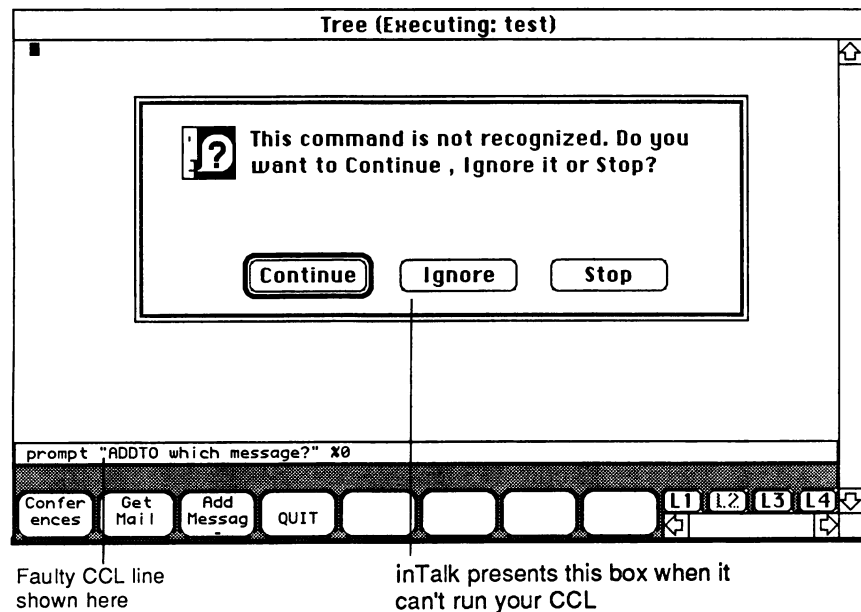 Tree (Executing: test)
This command is not recognized. Do you
want to Continue , Ignore it or Stop?
Continue
Ignore
Stop
prompt "ADDTO which message?" %0
Confer
ences
Get
Mail
Add
Messag
QUIT
L1
L2
L3
L4
Faulty CCL line
shown here
inTalk presents this box when it
can't run your CCL